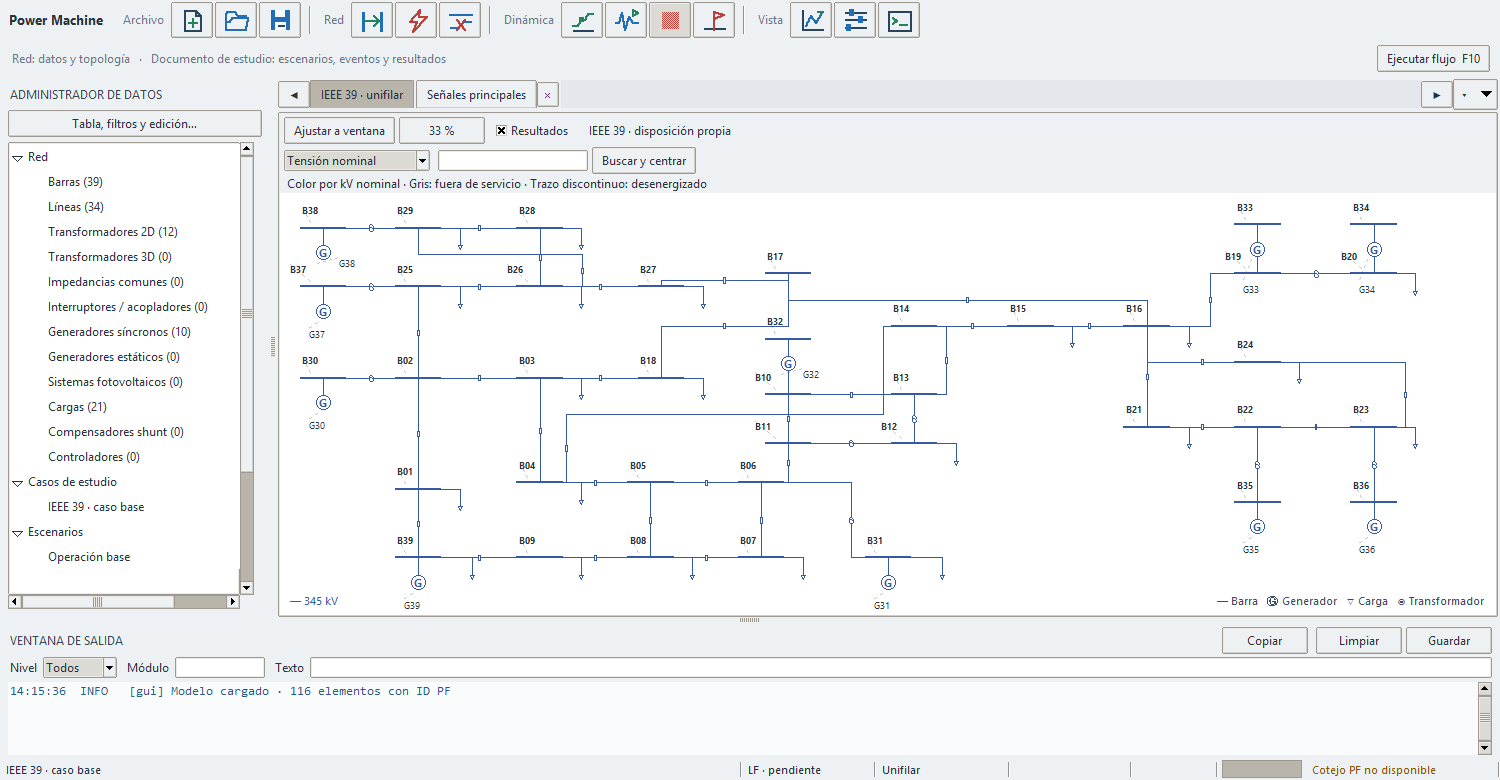 Power Machine Archivo Red Dinámica Vista
Red: datos y topología · Documento de estudio: escenarios, eventos y resultados
Ejecutar flujo F10
ADMINISTRADOR DE DATOS
Tabla, filtros y edición...
Red
Barras (39)
Líneas (34)
Transformadores 2D (12)
Transformadores 3D (0)
Impedancias comunes (0)
Interruptores / acopladores (0)
Generadores síncronos (10)
Generadores estáticos (0)
Sistemas fotovoltaicos (0)
Cargas (21)
Compensadores shunt (0)
Controladores (0)
Casos de estudio
IEEE 39 · caso base
Escenarios
Operación base
IEEE 39 · unifilar Señales principales ×
Ajustar a ventana 33 % Resultados IEEE 39 · disposición propia
Tensión nominal Buscar y centrar
Color por kV nominal · Gris: fuera de servicio · Trazo discontinuo: desenergizado
B38 B29 B28 B33 B34
G G G
G38
B17 B19 B20
B37 B25 B26 B27
G33 G34
G
G37
B32 B14 B15 B16
B24
B30 B02 B03 B18
G
G32
B10 B13
G
G30
B21 B22 B23
B11 B12
B01 B04 B05 B06
B35 B36
G G
B39 B09 B08 B07 B31
G35 G36
G G
G39 G31
345 kV
Barra G Generador Carga Transformador
VENTANA DE SALIDA
Copiar Limpiar Guardar
Nivel Todos Módulo Texto
14:15:36 INFO [gui] Modelo cargado · 116 elementos con ID PF
IEEE 39 · caso base LF · pendiente Unifilar Cotejo PF no disponible